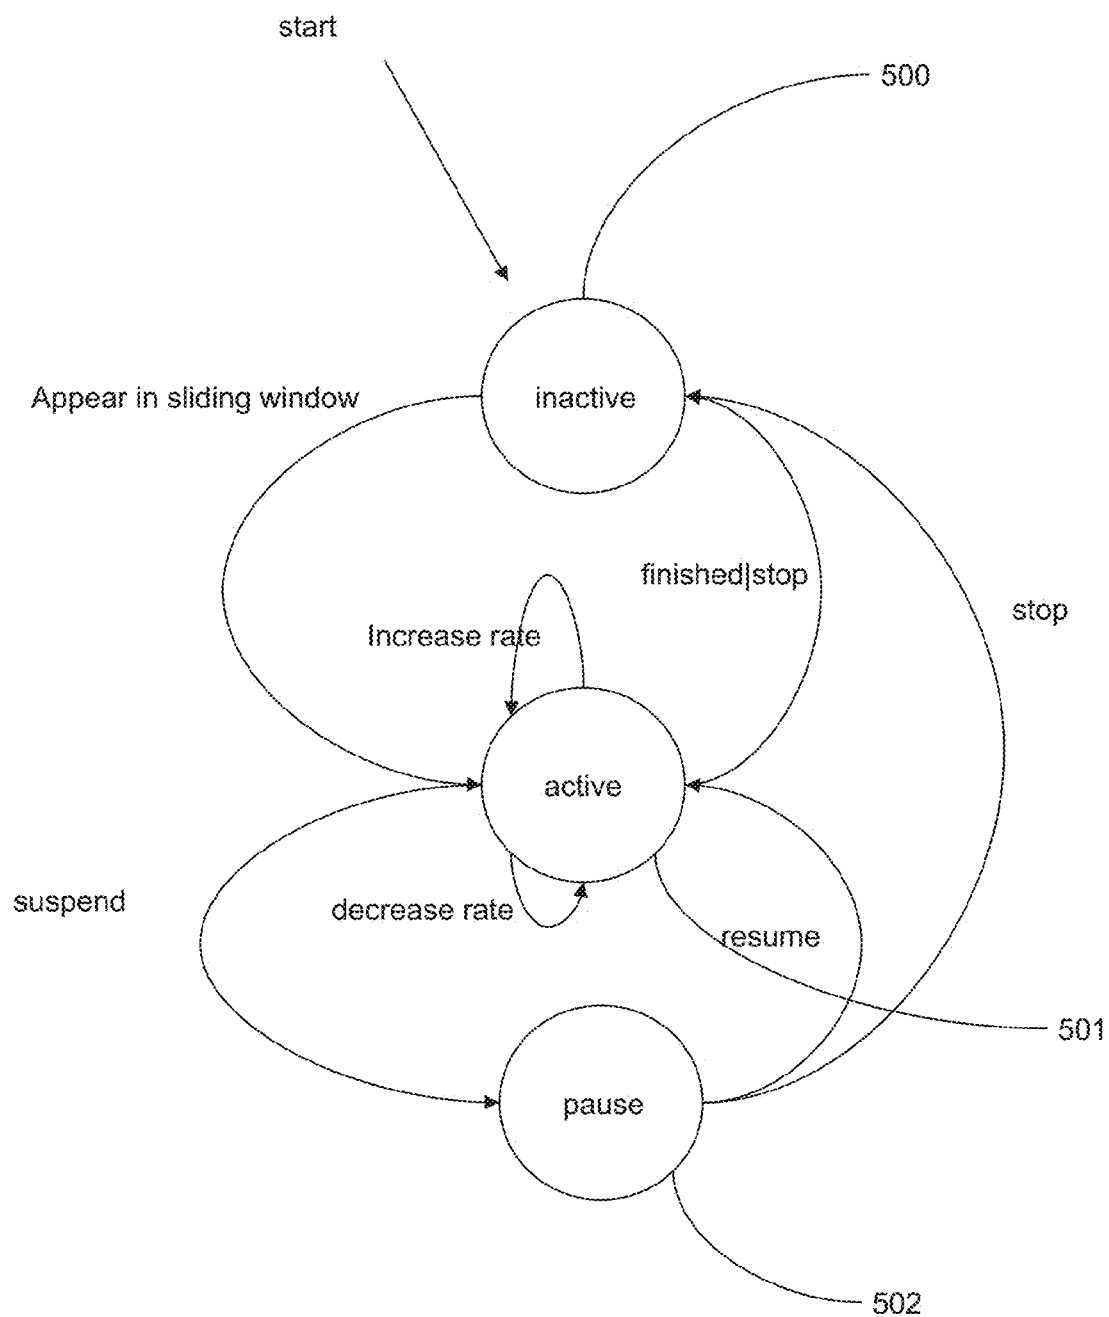 start
500
Appear in sliding window
inactive
finished|stop
stop
Increase rate
active
suspend
decrease rate
resume
501
pause
502